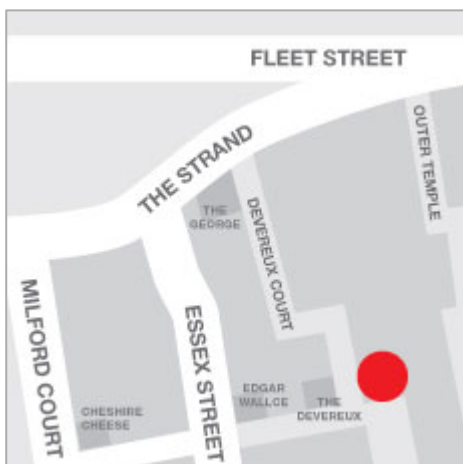 FLEET STREET
THE STRAND
OUTER TEMPLE
THE
GEORGE
DEVEREUX COURT
MILFORD COURT
ESSEX STREET
EDGAR
WALLCE
THE
DEVEREUX
CHESHIRE
CHEESE